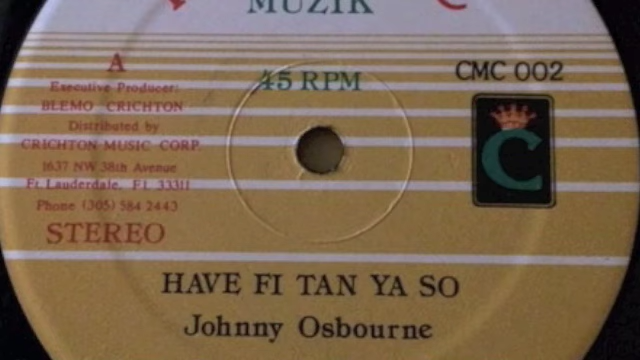 MUZIK
A
45 RPM
CMC 002
Executive Producer:
BLEMO CRICHTON
Distributed by
CRICHTON MUSIC CORP.
1637 NW 38th Avenue
Ft. Lauderdale, FL 33311
Phone (305) 584 2443
STEREO
C
HAVE FI TAN YA SO
Johnny Osbourne